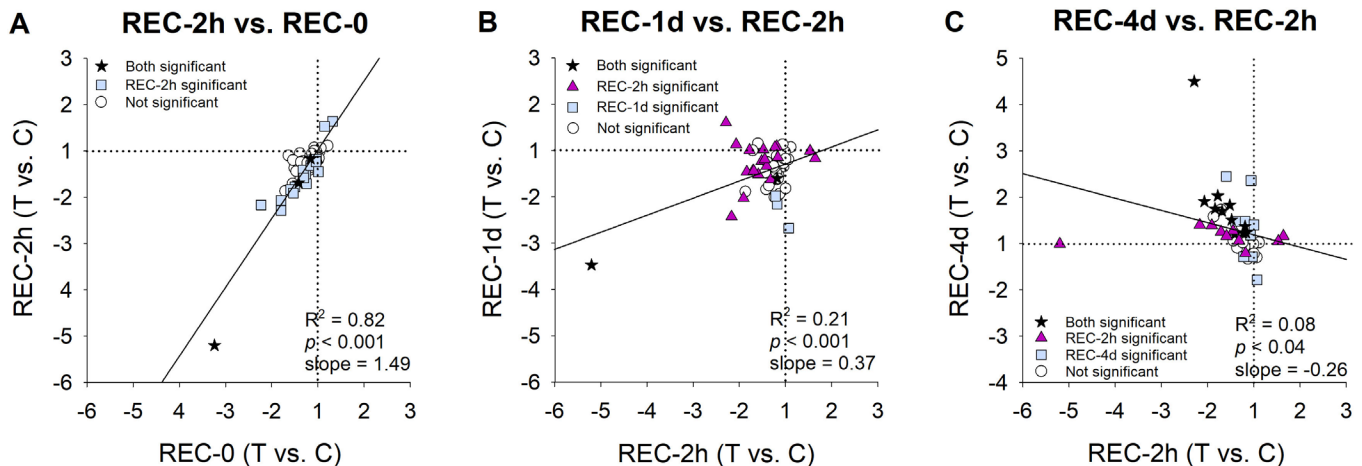 A
REC-2h vs. REC-0
3
2
1
-2
-3
-4
-5
-6
REC-2h (T vs. C)
Both significant
REC-2h sginificant
Not significant
R² = 0.82
p < 0.001
slope = 1.49
-6 -5 -4 -3 -2 1 2 3
REC-0 (T vs. C)
B
REC-1d vs. REC-2h
3
2
1
-2
-3
-4
-5
-6
REC-1d (T vs. C)
Both significant
REC-2h significant
REC-1d significant
Not significant
R² = 0.21
p < 0.001
slope = 0.37
-6 -5 -4 -3 -2 1 2 3
REC-2h (T vs. C)
C
REC-4d vs. REC-2h
5
4
3
2
1
-2
-3
-4
REC-4d (T vs. C)
Both significant
REC-2h significant
REC-4d significant
Not significant
R² = 0.08
p < 0.04
slope = -0.26
-6 -5 -4 -3 -2 1 2 3
REC-2h (T vs. C)